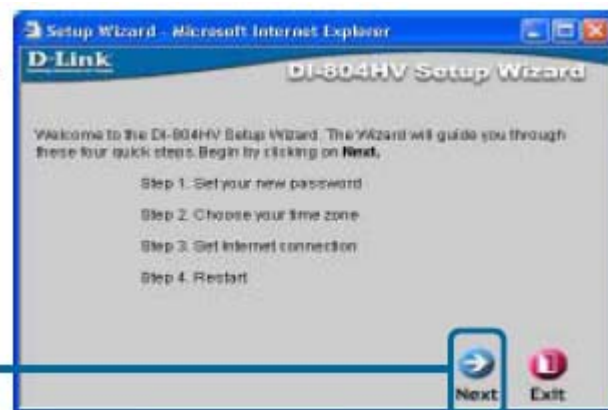 Setup Wizard - Microsoft Internet Explorer
D-Link
DI-804HV Setup Wizard
Welcome to the DI-804HV Setup Wizard. The Wizard will guide you through
these four quick steps. Begin by clicking on Next.
Step 1. Set your new password
Step 2. Choose your time zone
Step 3. Set Internet connection
Step 4. Restart
Next
Exit